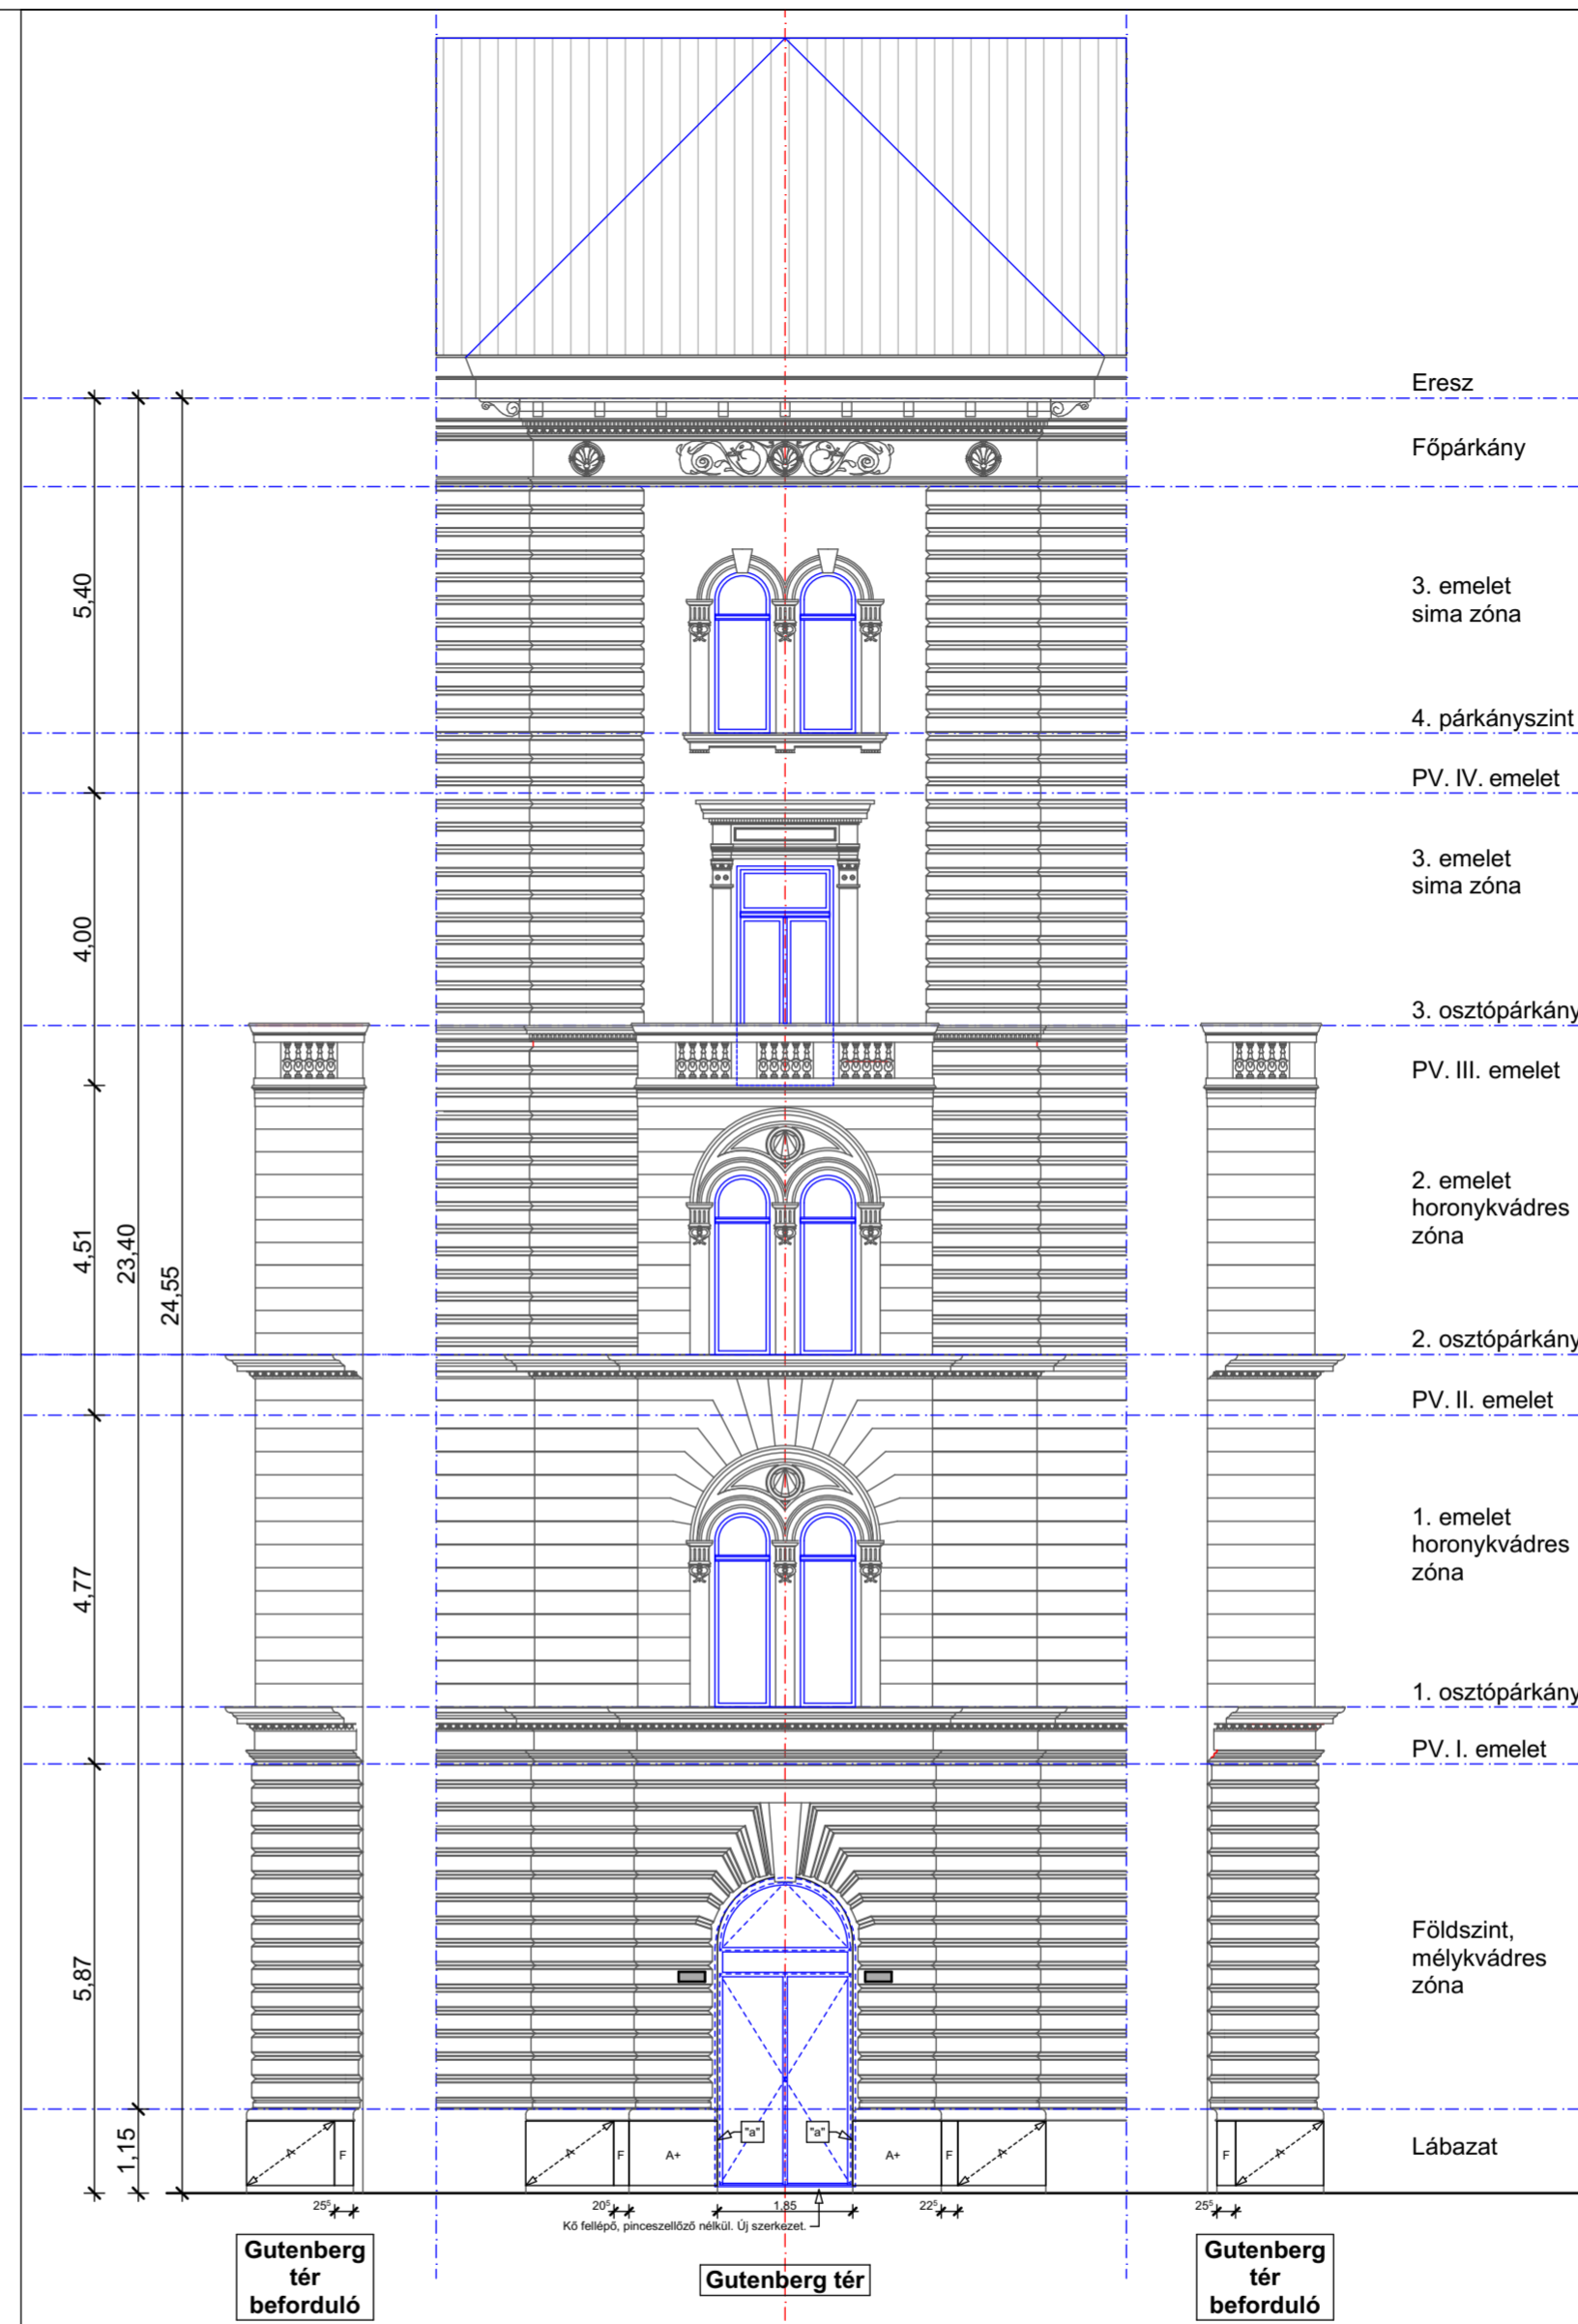 Eresz
Főpárkány
5,40
3. emelet
sima zóna
4. párkányszint
PV. IV. emelet
3. emelet
sima zóna
4,00
3. osztópárkány
PV. III. emelet
2. emelet
horonykvádres
zóna
4,51
23,40
24,55
2. osztópárkány
PV. II. emelet
1. emelet
horonykvádres
zóna
4,77
1. osztópárkány
PV. I. emelet
Földszint,
mélykvádres
zóna
5,87
1,15
"a" "a"
A F A F A+ A+ F A F A
Lábazat
25⁵ 20⁵ 1,85 22⁵ 25⁵
Kő fellépő, pinceszellőző nélkül. Új szerkezet.
Gutenberg
tér
beforduló
Gutenberg tér
Gutenberg
tér
beforduló